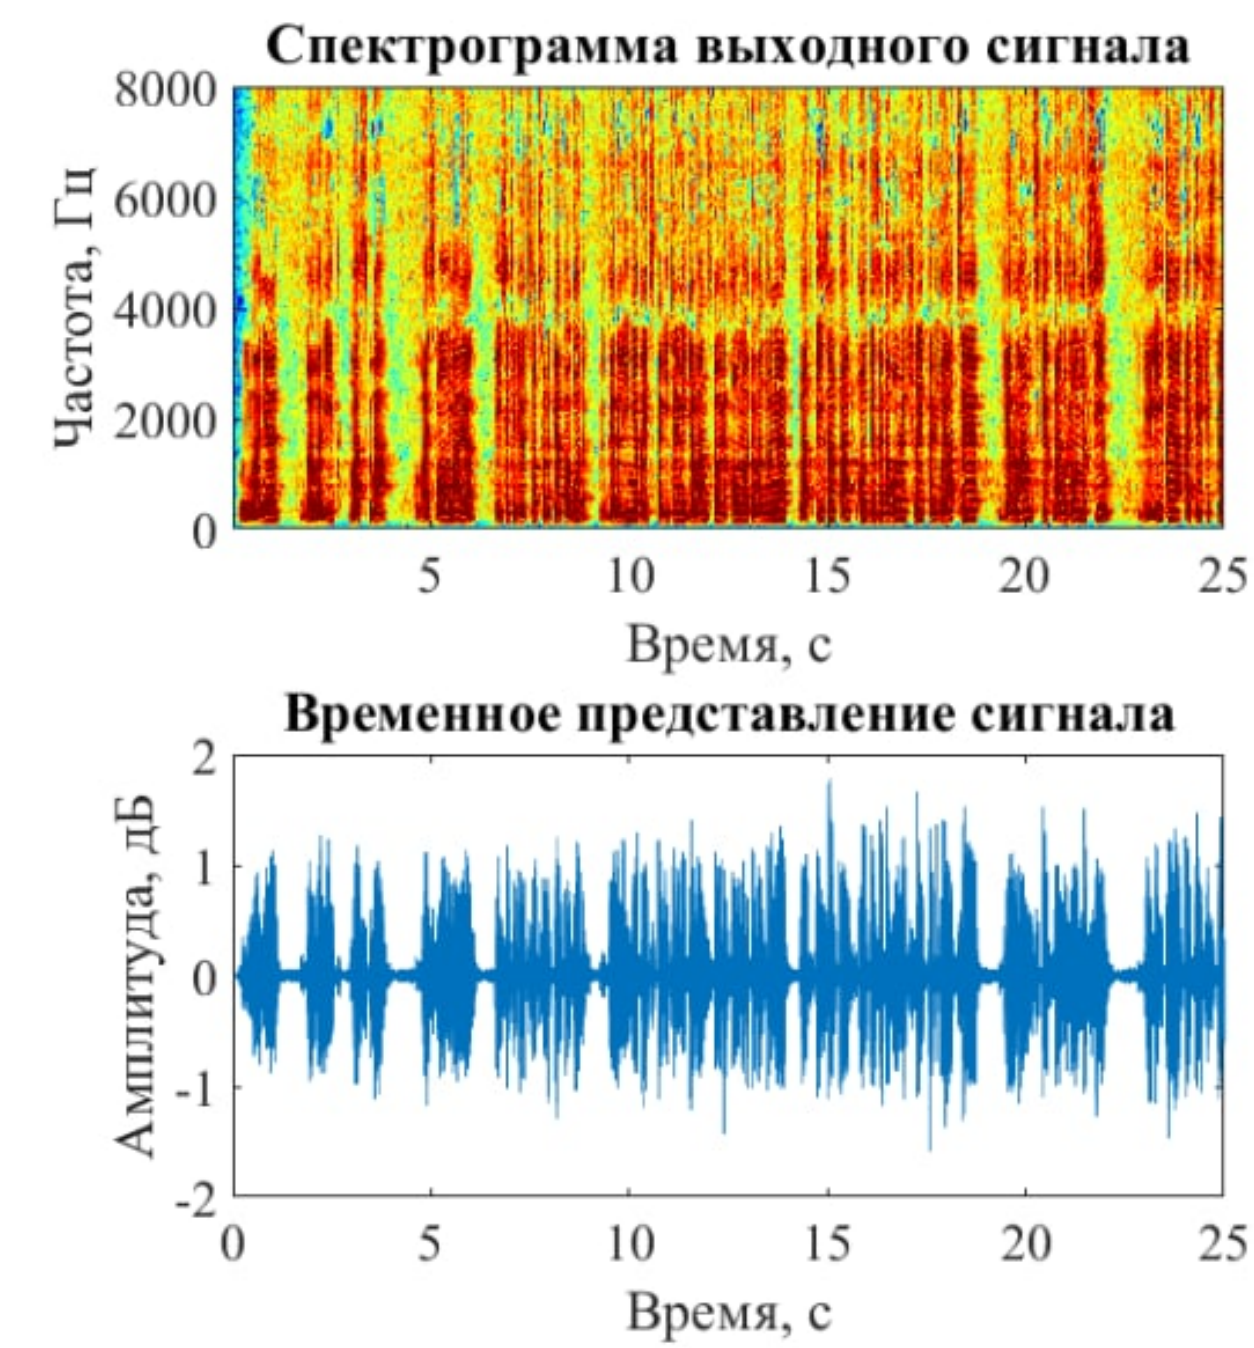 Спектрограмма выходного сигнала
8000
6000
4000
2000
0
Частота, Гц
5 10 15 20 25
Время, с
Временное представление сигнала
2
1
0
-1
-2
Амплитуда, дБ
0 5 10 15 20 25
Время, с